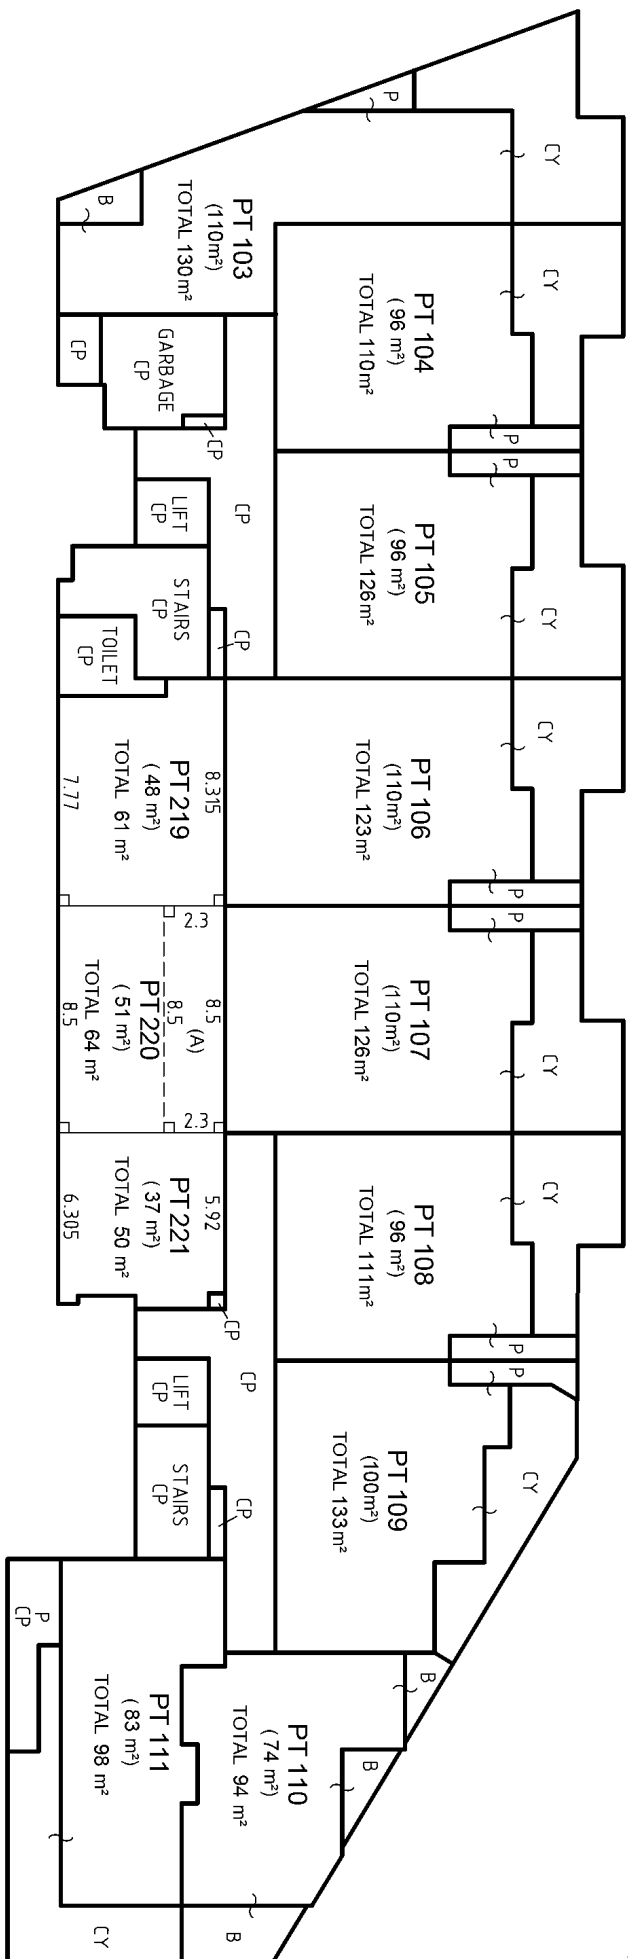 P
CY
B
PT 103
(110m²)
TOTAL 130m²
CY
PT 104
( 96 m²)
TOTAL 110m²
CP
GARBAGE
CP
CP
P
P
CP
LIFT
CP
PT 105
( 96 m²)
TOTAL 126m²
CY
STAIRS
CP
CP
TOILET
CP
CY
PT 106
(110m²)
TOTAL 123m²
8.315
PT 219
( 48 m²)
TOTAL 61 m²
7.77
P
P
2.3
8.5
(A)
8.5
PT 220
( 51 m²)
TOTAL 64 m²
8.5
2.3
PT 107
(110m²)
TOTAL 126m²
CY
CY
PT 108
( 96 m²)
TOTAL 111m²
5.92
PT 221
( 37 m²)
TOTAL 50 m²
6.305
CP
P
P
CP
LIFT
CP
CY
PT 109
(100m²)
TOTAL 133m²
STAIRS
CP
CP
P
CP
B
B
PT 110
( 74 m²)
TOTAL 94 m²
PT 111
( 83 m²)
TOTAL 98 m²
B
CY